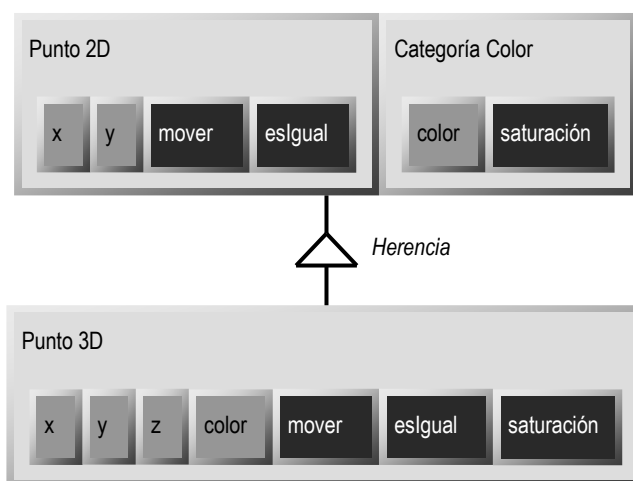 Punto 2D
x y mover esIgual
Categoría Color
color saturación
Herencia
Punto 3D
x y z color mover esIgual saturación